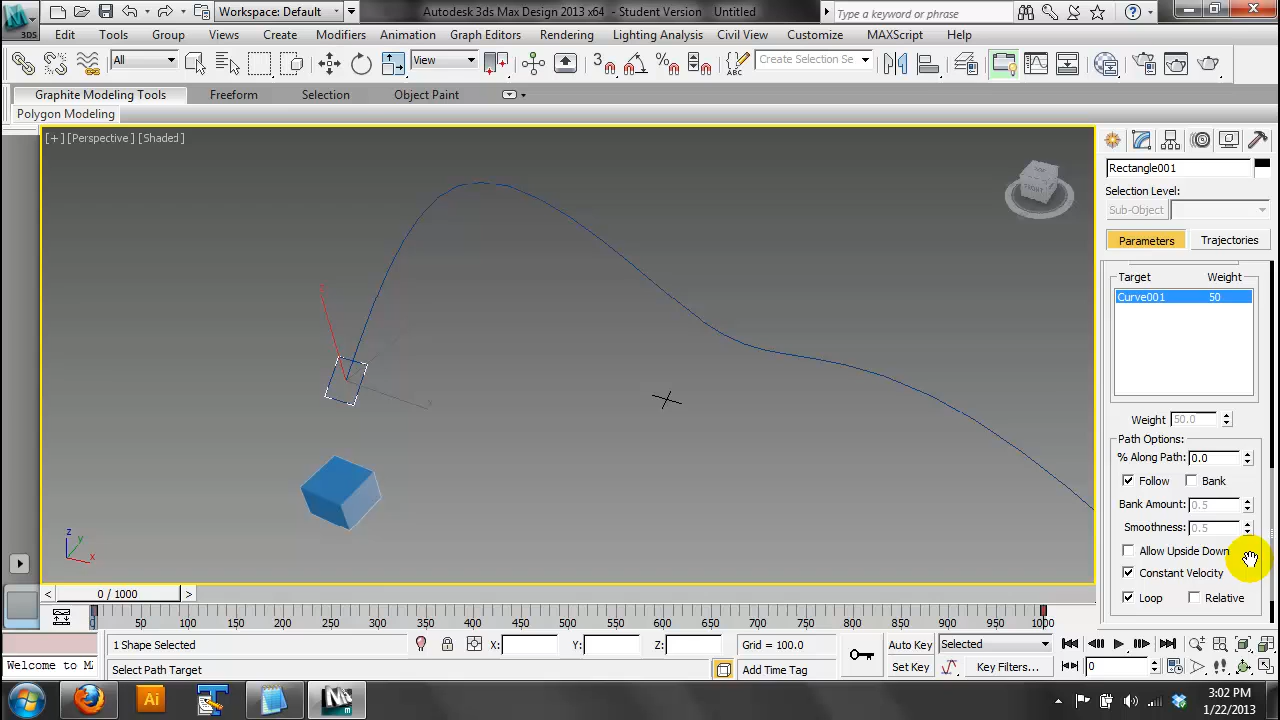 Workspace: Default
Autodesk 3ds Max Design 2013 x64 - Student Version Untitled
Type a keyword or phrase
3DS
Edit Tools Group Views Create Modifiers Animation Graph Editors Rendering Lighting Analysis Civil View Customize MAXScript Help
All
View
3
Create Selection Se
ABC
Graphite Modeling Tools Freeform Selection Object Paint
Polygon Modeling
[ + ] [Perspective ] [Shaded ]
FRONT
Rectangle001
Selection Level:
Sub-Object
Parameters Trajectories
Target Weight
Curve001 50
Weight 50.0
Path Options:
% Along Path: 0.0
Follow Bank
Bank Amount: 0.5
Smoothness: 0.5
Allow Upside Down
Constant Velocity
Loop Relative
z
y
x
< 0 / 1000 >
0 50 100 150 200 250 300 350 400 450 500 550 600 650 700 750 800 850 900 950 1000
1 Shape Selected X: Y: Z: Grid = 100.0 Auto Key Selected
Welcome to M Select Path Target Add Time Tag Set Key Key Filters... 0
Ai
3:02 PM
1/22/2013